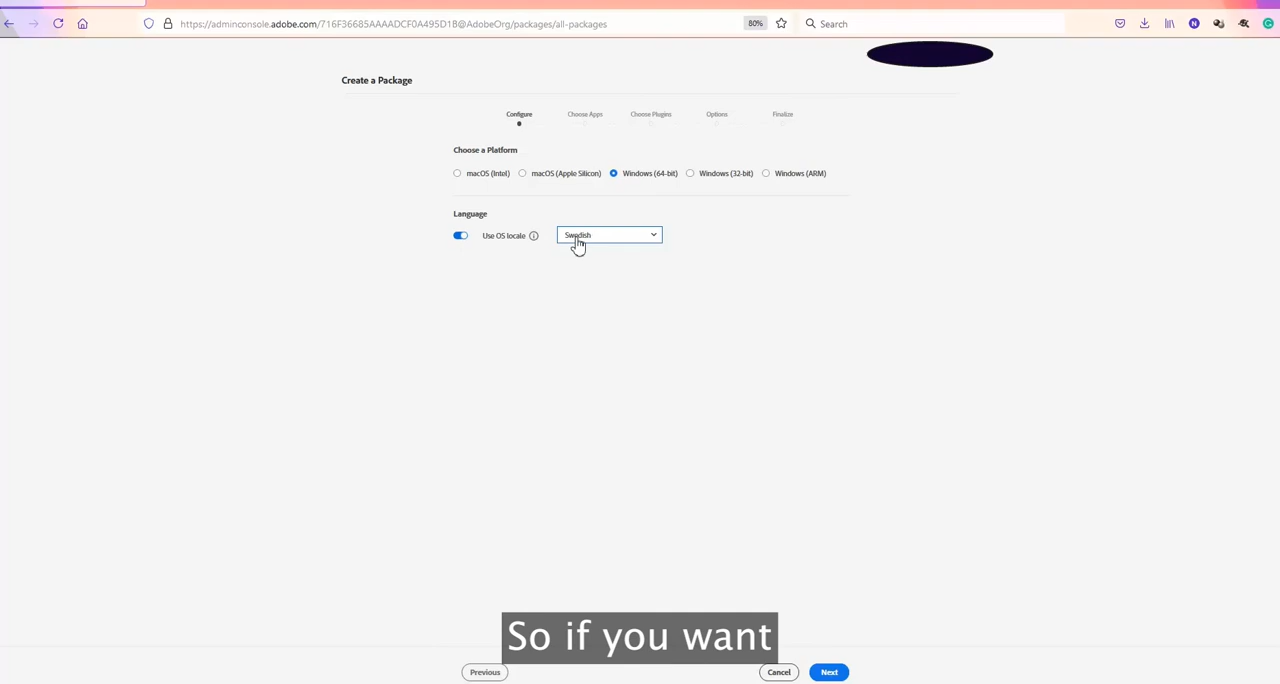 https://adminconsole.adobe.com/716F36685AAAADCF0A495D1B@AdobeOrg/packages/all-packages
80%
Search
Create a Package
Configure Choose Apps Choose Plugins Options Finalize
Choose a Platform
macOS (Intel) macOS (Apple Silicon) Windows (64-bit) Windows (32-bit) Windows (ARM)
Language
Use OS locale Swedish
So if you want
Previous Cancel Next